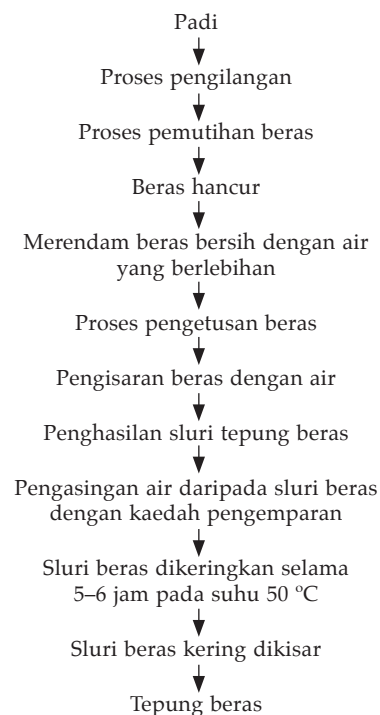 Padi
Proses pengilangan
Proses pemutihan beras
Beras hancur
Merendam beras bersih dengan air
yang berlebihan
Proses pengetusan beras
Pengisaran beras dengan air
Penghasilan sluri tepung beras
Pengasingan air daripada sluri beras
dengan kaedah pengemparan
Sluri beras dikeringkan selama
5–6 jam pada suhu 50 ºC
Sluri beras kering dikisar
Tepung beras